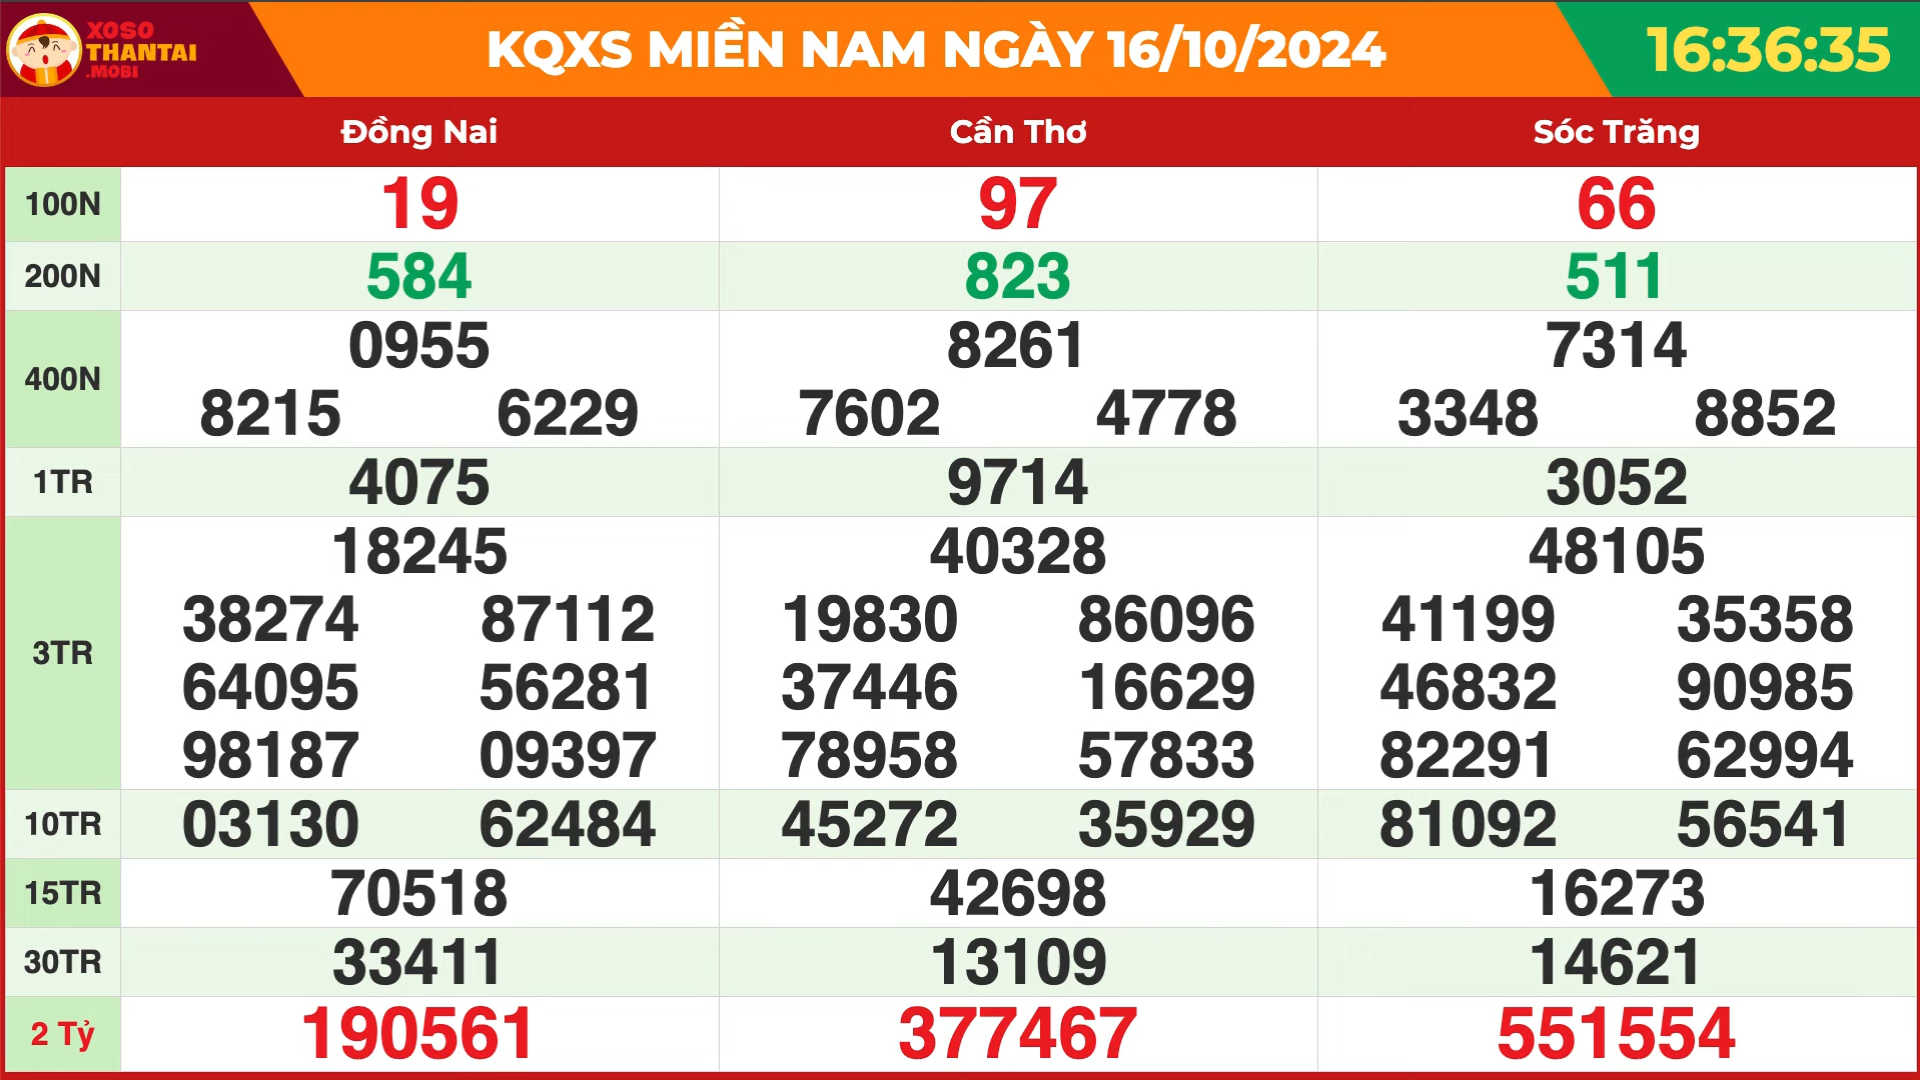 XOSO
THANTAI
.MOBI
KQXS MIỀN NAM NGÀY 16/10/2024
16:36:35
Đồng Nai Cần Thơ Sóc Trăng
100N 19 97 66
200N 584 823 511
0955 8261 7314
400N
8215 6229 7602 4778 3348 8852
1TR 4075 9714 3052
18245 40328 48105
38274 87112 19830 86096 41199 35358
3TR
64095 56281 37446 16629 46832 90985
98187 09397 78958 57833 82291 62994
10TR 03130 62484 45272 35929 81092 56541
15TR 70518 42698 16273
30TR 33411 13109 14621
2 Tỷ 190561 377467 551554